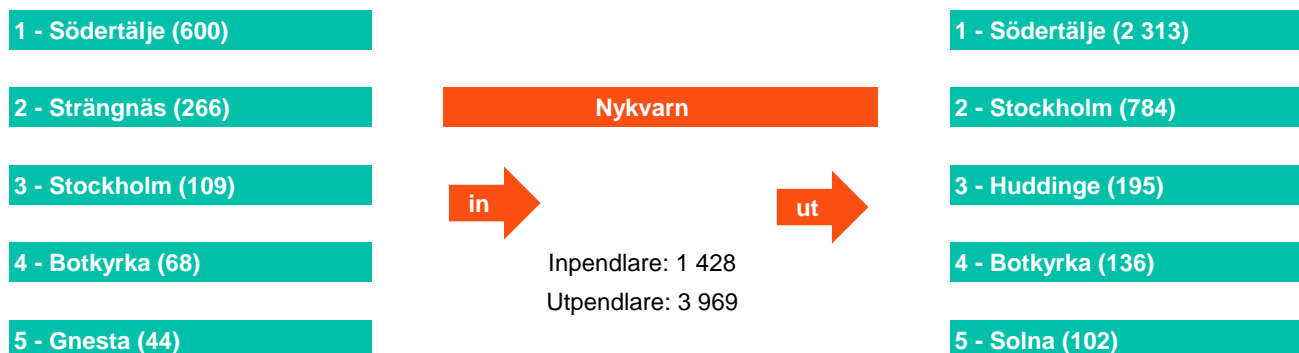 1 - Södertälje (600)
2 - Strängnäs (266)
3 - Stockholm (109)
4 - Botkyrka (68)
5 - Gnesta (44)
Nykvarn
in
ut
Inpendlare: 1 428
Utpendlare: 3 969
1 - Södertälje (2 313)
2 - Stockholm (784)
3 - Huddinge (195)
4 - Botkyrka (136)
5 - Solna (102)